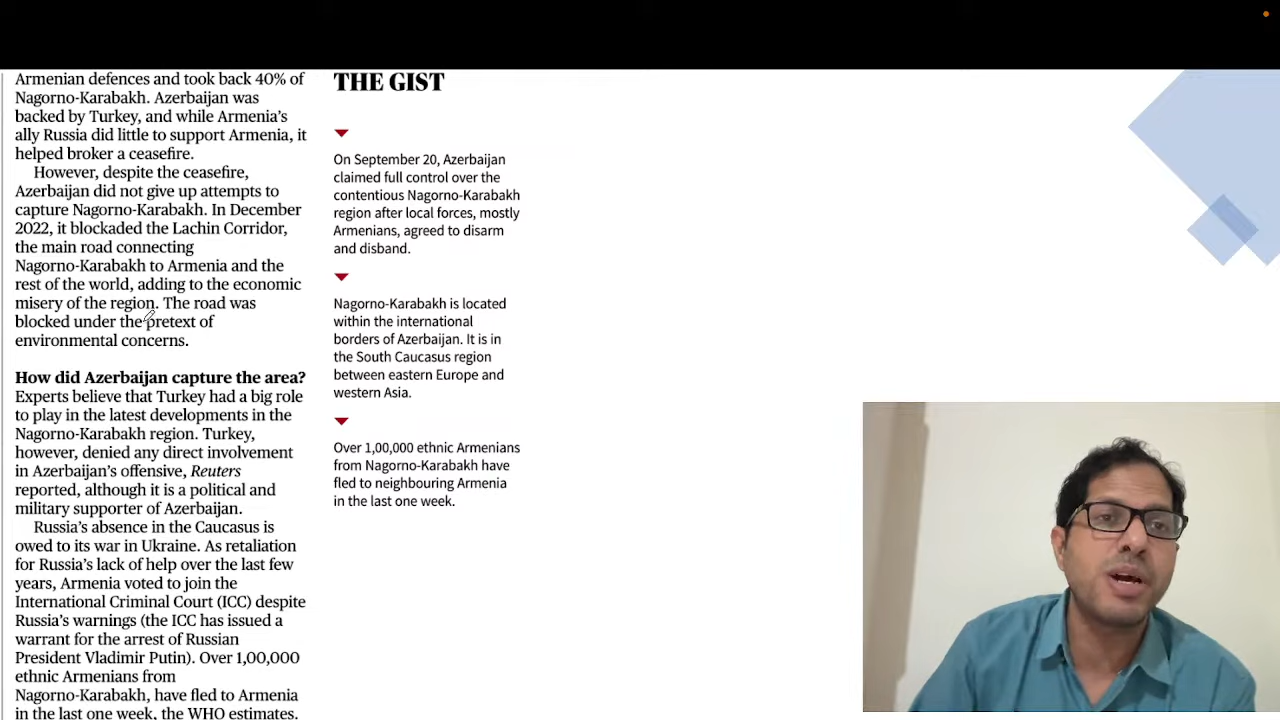 Armenian defences and took back 40% of
Nagorno-Karabakh. Azerbaijan was
backed by Turkey, and while Armenia's
ally Russia did little to support Armenia, it
helped broker a ceasefire.
However, despite the ceasefire,
Azerbaijan did not give up attempts to
capture Nagorno-Karabakh. In December
2022, it blockaded the Lachin Corridor,
the main road connecting
Nagorno-Karabakh to Armenia and the
rest of the world, adding to the economic
misery of the region. The road was
blocked under the pretext of
environmental concerns.
How did Azerbaijan capture the area?
Experts believe that Turkey had a big role
to play in the latest developments in the
Nagorno-Karabakh region. Turkey,
however, denied any direct involvement
in Azerbaijan's offensive, Reuters
reported, although it is a political and
military supporter of Azerbaijan.
Russia's absence in the Caucasus is
owed to its war in Ukraine. As retaliation
for Russia's lack of help over the last few
years, Armenia voted to join the
International Criminal Court (ICC) despite
Russia's warnings (the ICC has issued a
warrant for the arrest of Russian
President Vladimir Putin). Over 1,00,000
ethnic Armenians from
Nagorno-Karabakh, have fled to Armenia
in the last one week, the WHO estimates.
THE GIST
On September 20, Azerbaijan
claimed full control over the
contentious Nagorno-Karabakh
region after local forces, mostly
Armenians, agreed to disarm
and disband.
Nagorno-Karabakh is located
within the international
borders of Azerbaijan. It is in
the South Caucasus region
between eastern Europe and
western Asia.
Over 1,00,000 ethnic Armenians
from Nagorno-Karabakh have
fled to neighbouring Armenia
in the last one week.